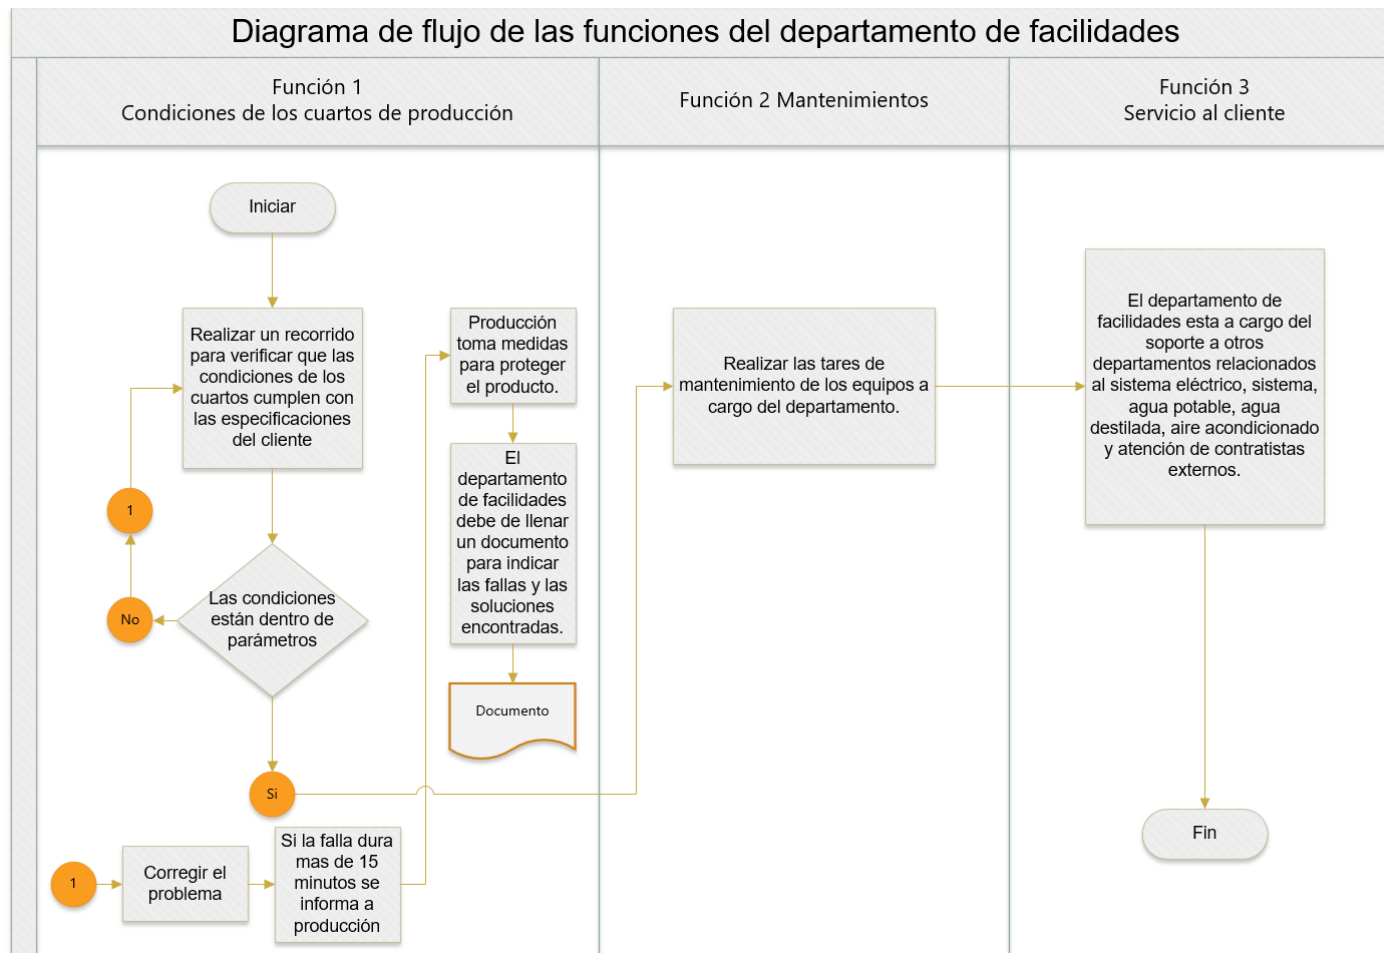 Diagrama de flujo de las funciones del departamento de facilidades
Función 1
Condiciones de los cuartos de producción
Función 2 Mantenimientos
Función 3
Servicio al cliente
Iniciar
Realizar un recorrido
para verificar que las
condiciones de los
cuartos cumplen con
las especificaciones
del cliente
1
No
Las condiciones
están dentro de
parámetros
Si
1
Corregir el
problema
Si la falla dura
mas de 15
minutos se
informa a
producción
Producción
toma medidas
para proteger
el producto.
El
departamento
de facilidades
debe de llenar
un documento
para indicar
las fallas y las
soluciones
encontradas.
Documento
Realizar las tares de
mantenimiento de los equipos a
cargo del departamento.
El departamento de
facilidades esta a cargo del
soporte a otros
departamentos relacionados
al sistema eléctrico, sistema,
agua potable, agua
destilada, aire acondicionado
y atención de contratistas
externos.
Fin